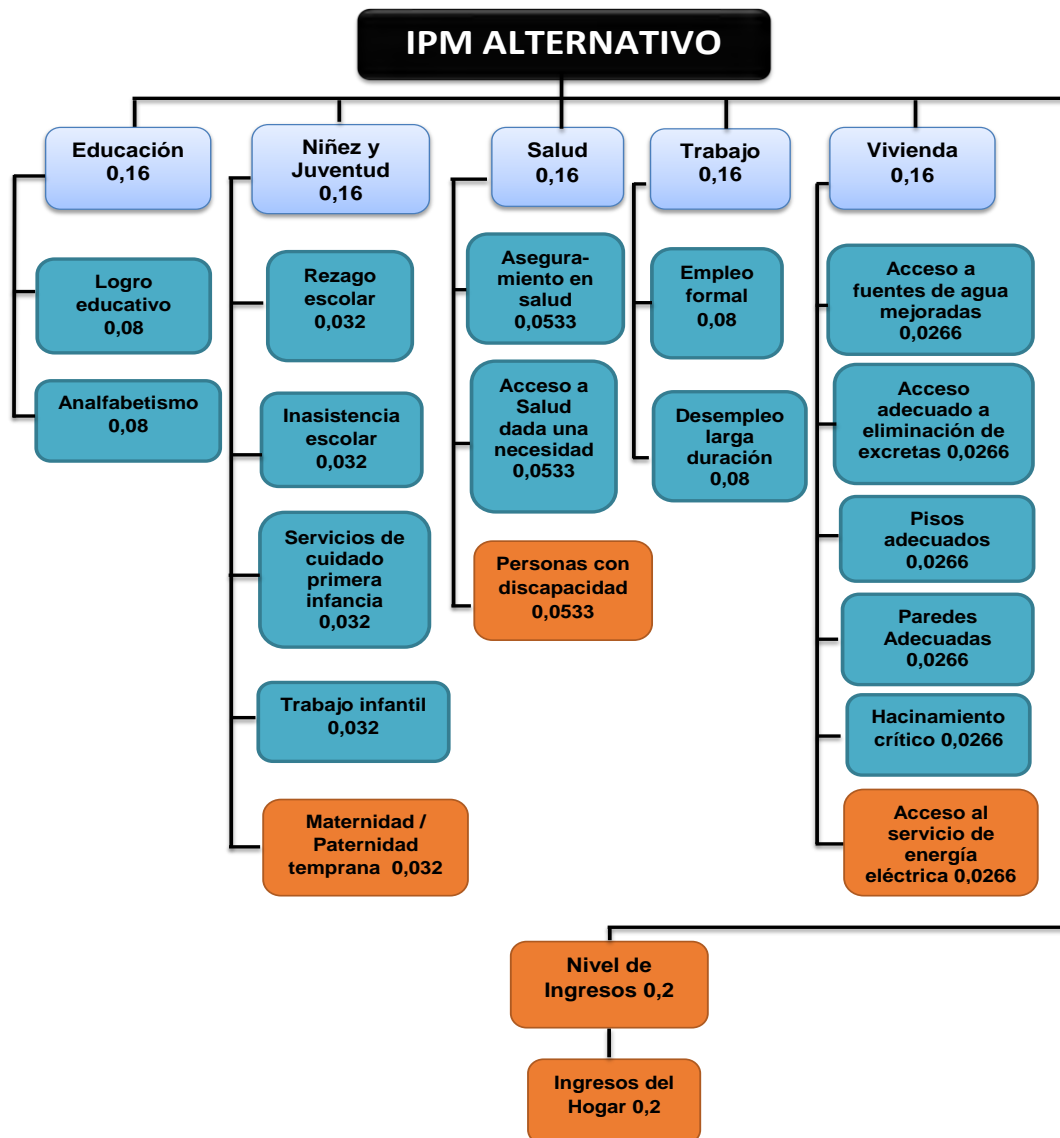 IPM ALTERNATIVO
Educación
0,16
Logro
educativo
0,08
Analfabetismo
0,08
Niñez y
Juventud
0,16
Rezago
escolar
0,032
Inasistencia
escolar
0,032
Servicios de
cuidado
primera
infancia
0,032
Trabajo infantil
0,032
Maternidad /
Paternidad
temprana 0,032
Salud
0,16
Asegura-
miento en
salud
0,0533
Acceso a
Salud
dada una
necesidad
0,0533
Personas con
discapacidad
0,0533
Trabajo
0,16
Empleo
formal
0,08
Desempleo
larga
duración
0,08
Vivienda
0,16
Acceso a
fuentes de agua
mejoradas
0,0266
Acceso
adecuado a
eliminación de
excretas 0,0266
Pisos
adecuados
0,0266
Paredes
Adecuadas
0,0266
Hacinamiento
crítico 0,0266
Acceso al
servicio de
energía
eléctrica 0,0266
Nivel de
Ingresos 0,2
Ingresos del
Hogar 0,2